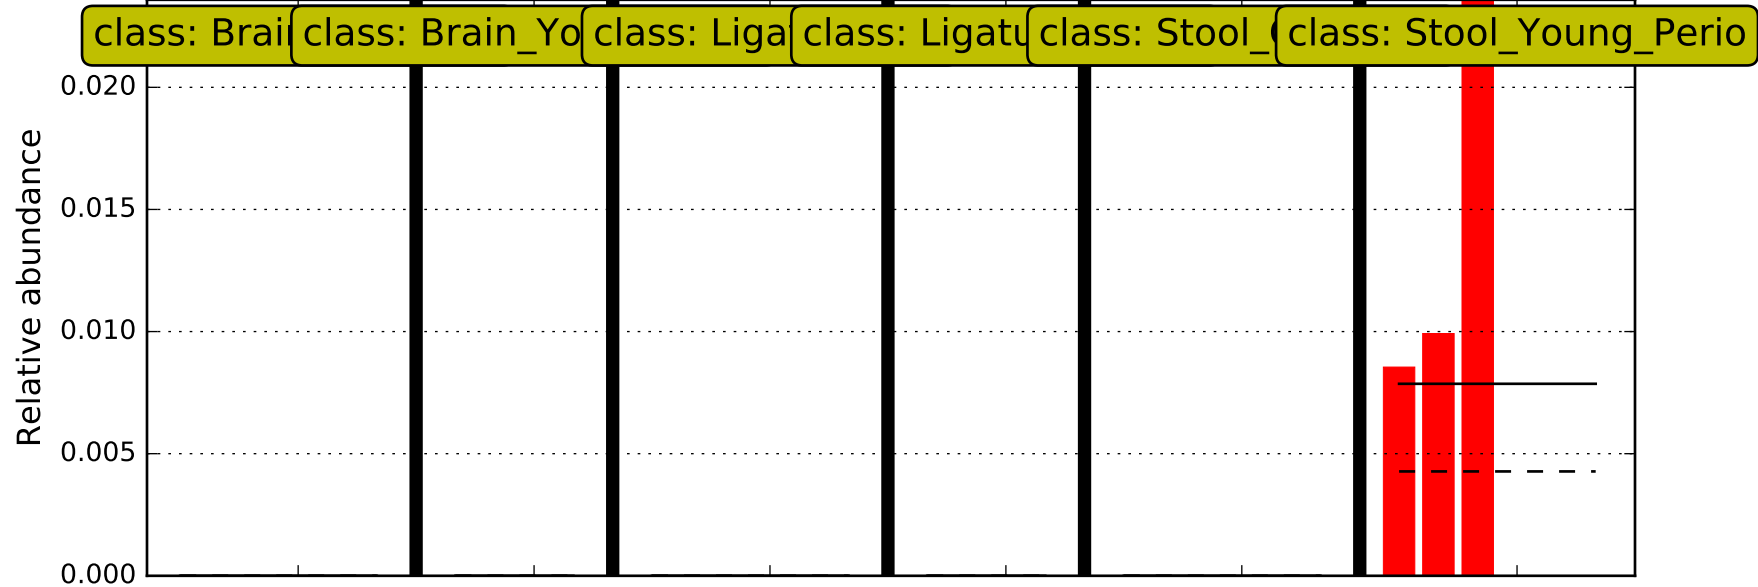 class: Brain
class: Brain_Yo
class: Liga
class: Ligatu
class: Stool_
class: Stool_Young_Perio
0.020
0.015
0.010
0.005
0.000
Relative abundance